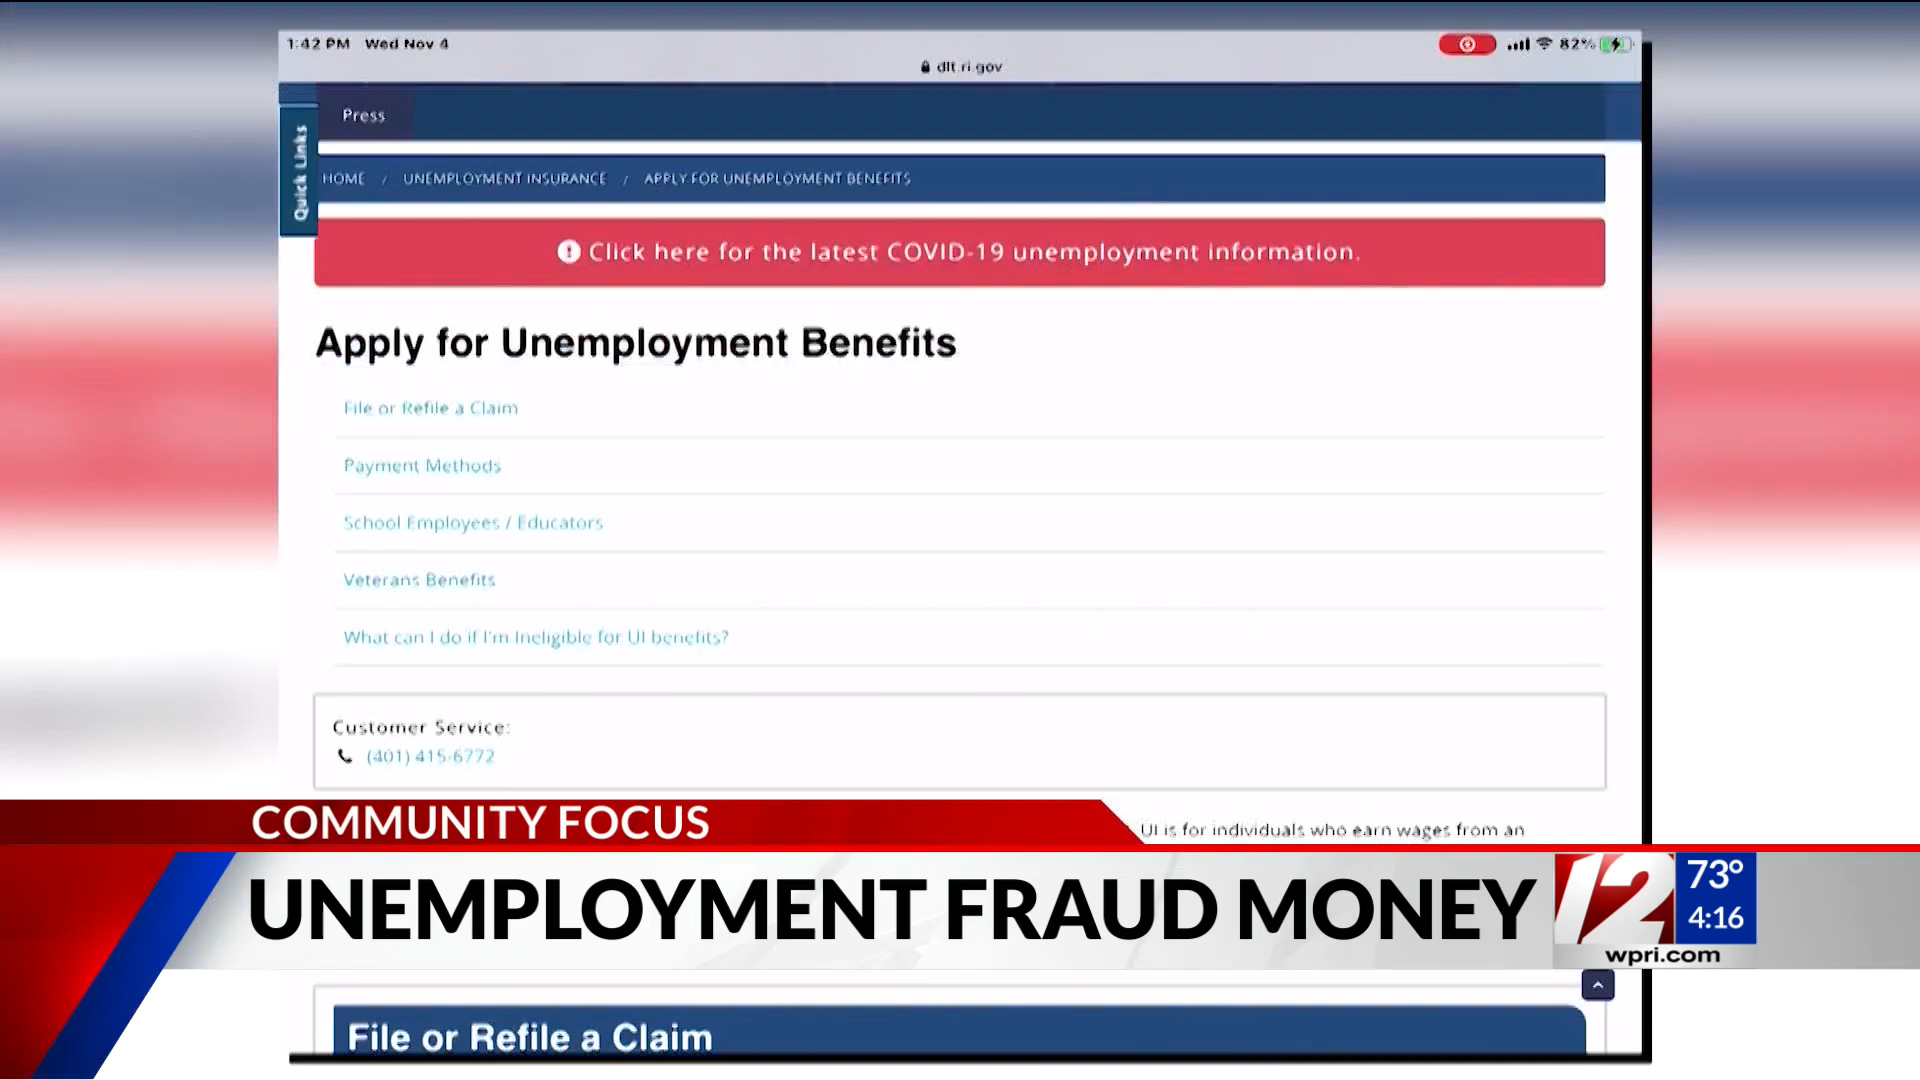 1:42 PM Wed Nov 4
82%
dlt.ri.gov
Press
Quick Links
HOME / UNEMPLOYMENT INSURANCE / APPLY FOR UNEMPLOYMENT BENEFITS
Click here for the latest COVID-19 unemployment information.
Apply for Unemployment Benefits
File or Refile a Claim
Payment Methods
School Employees / Educators
Veterans Benefits
What can I do if I'm Ineligible for UI benefits?
Customer Service:
(401) 415-6772
COMMUNITY FOCUS
UI is for individuals who earn wages from an
UNEMPLOYMENT FRAUD MONEY
12
73°
4:16
wpri.com
File or Refile a Claim